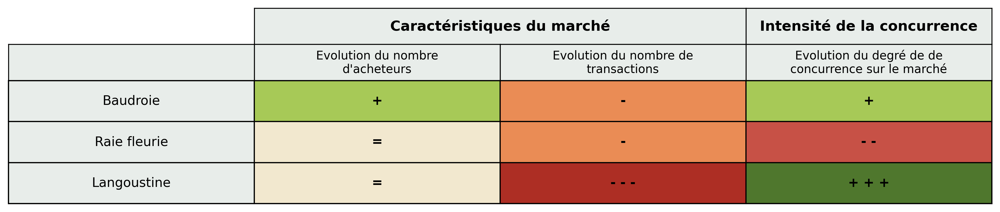 Caractéristiques du marché
Intensité de la concurrence
Evolution du nombre
d'acheteurs
Evolution du nombre de
transactions
Evolution du degré de de
concurrence sur le marché
Baudroie
+
-
+
Raie fleurie
=
-
- -
Langoustine
=
- - -
+ + +